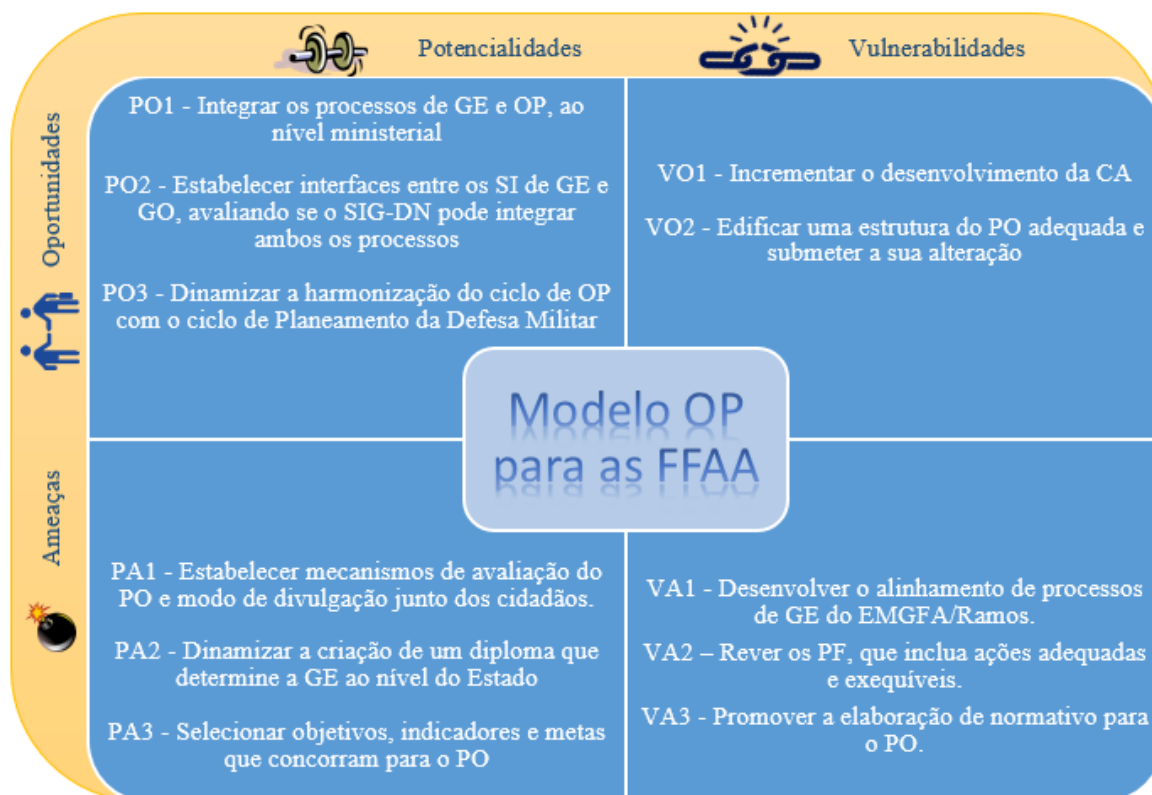 Potencialidades
Vulnerabilidades
Oportunidades
PO1 - Integrar os processos de GE e OP, ao
nível ministerial
PO2 - Estabelecer interfaces entre os SI de GE e
GO, avaliando se o SIG-DN pode integrar
ambos os processos
PO3 - Dinamizar a harmonização do ciclo de OP
com o ciclo de Planeamento da Defesa Militar
VO1 - Incrementar o desenvolvimento da CA
VO2 - Edificar uma estrutura do PO adequada e
submeter a sua alteração
Modelo OP
para as FFAA
Ameaças
PA1 - Estabelecer mecanismos de avaliação do
PO e modo de divulgação junto dos cidadãos.
PA2 - Dinamizar a criação de um diploma que
determine a GE ao nível do Estado
PA3 - Selecionar objetivos, indicadores e metas
que concorram para o PO
VA1 - Desenvolver o alinhamento de processos
de GE do EMGFA/Ramos.
VA2 – Rever os PF, que inclua ações adequadas
e exequíveis.
VA3 - Promover a elaboração de normativo para
o PO.